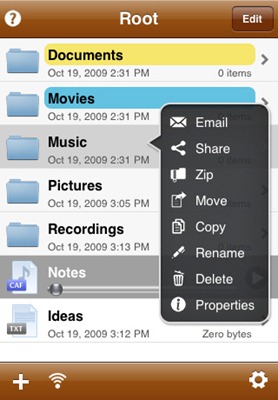 ?
Root
Edit
Documents
Oct 19, 2009 2:31 PM
0 items
Movies
Oct 19, 2009 2:31 PM
Music
Oct 19, 2009 2:31 PM
Pictures
Oct 19, 2009 3:05 PM
Recordings
Oct 19, 2009 3:13 PM
CAF
Notes
TXT
Ideas
Oct 19, 2009 3:12 PM
Zero bytes
Email
Share
Zip
Move
Copy
Rename
Delete
Properties